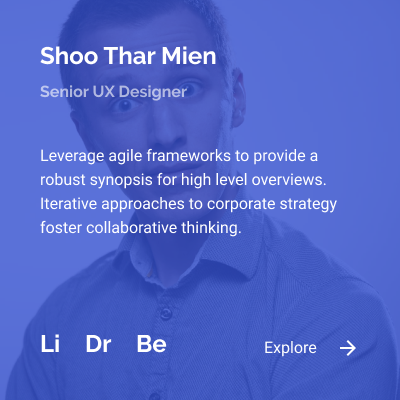 Shoo Thar Mien
Senior UX Designer
Leverage agile frameworks to provide a
robust synopsis for high level overviews.
Iterative approaches to corporate strategy
foster collaborative thinking.
Li Dr Be
Explore →